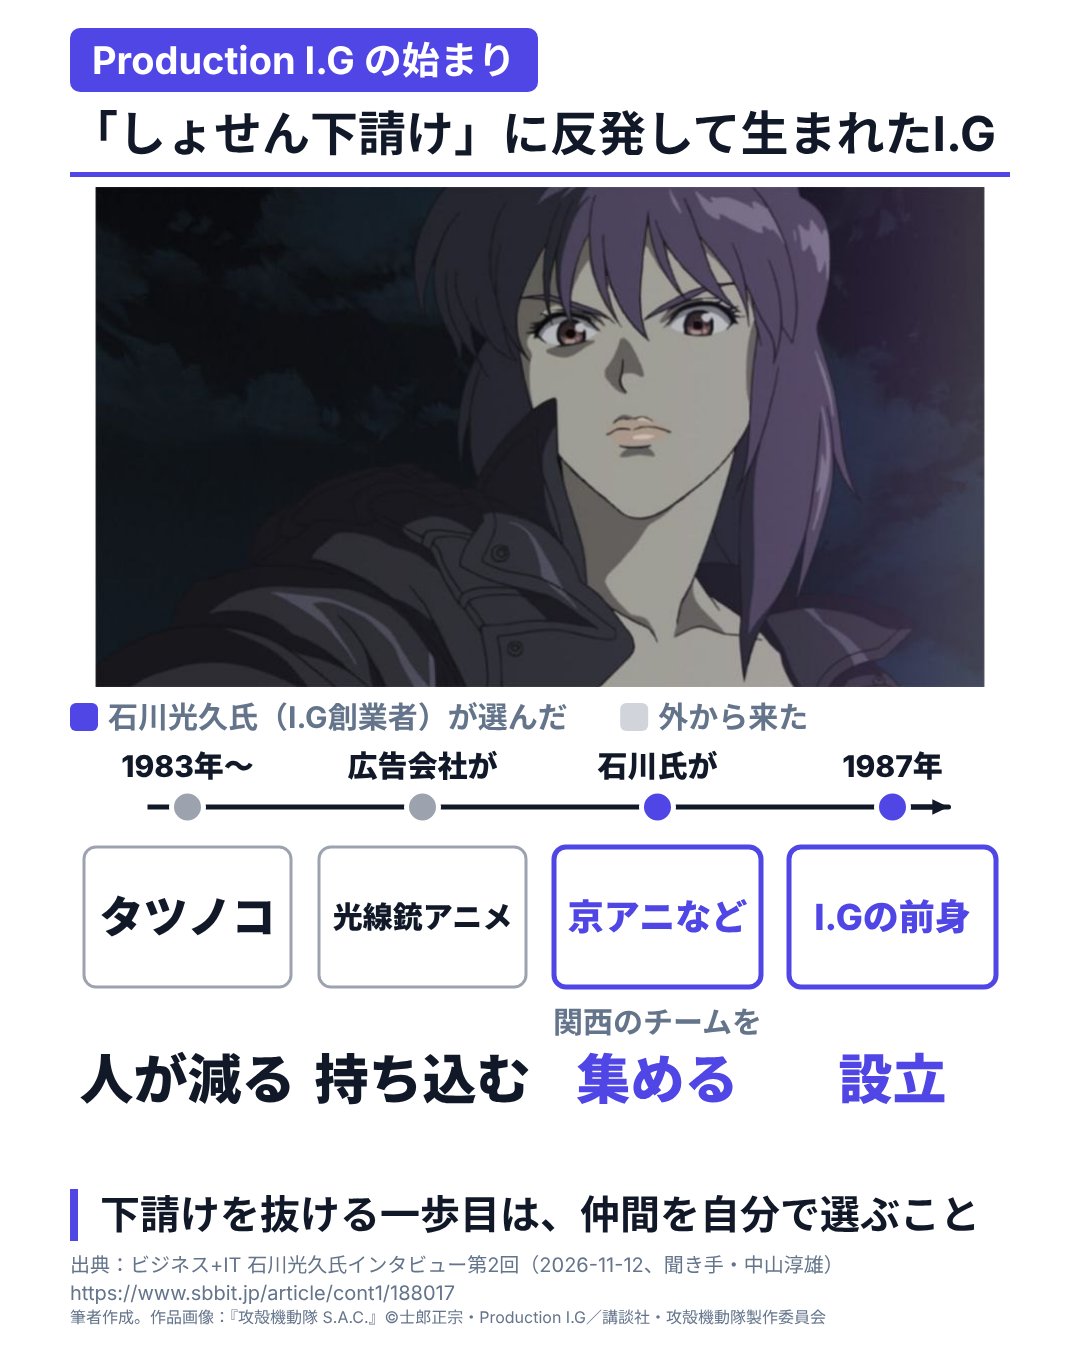 Production I.G の始まり
「しょせん下請け」に反発して生まれたI.G
石川光久氏（I.G創業者）が選んだ
外から来た
1983年〜
広告会社が
石川氏が
1987年
タツノコ
光線銃アニメ
京アニなど
I.Gの前身
関西のチームを
人が減る
持ち込む
集める
設立
下請けを抜ける一歩目は、仲間を自分で選ぶこと
出典：ビジネス+IT 石川光久氏インタビュー第2回（2026-11-12、聞き手・中山淳雄）
https://www.sbbit.jp/article/cont1/188017
筆者作成。作品画像：『攻殻機動隊 S.A.C.』©士郎正宗・Production I.G／講談社・攻殻機動隊製作委員会